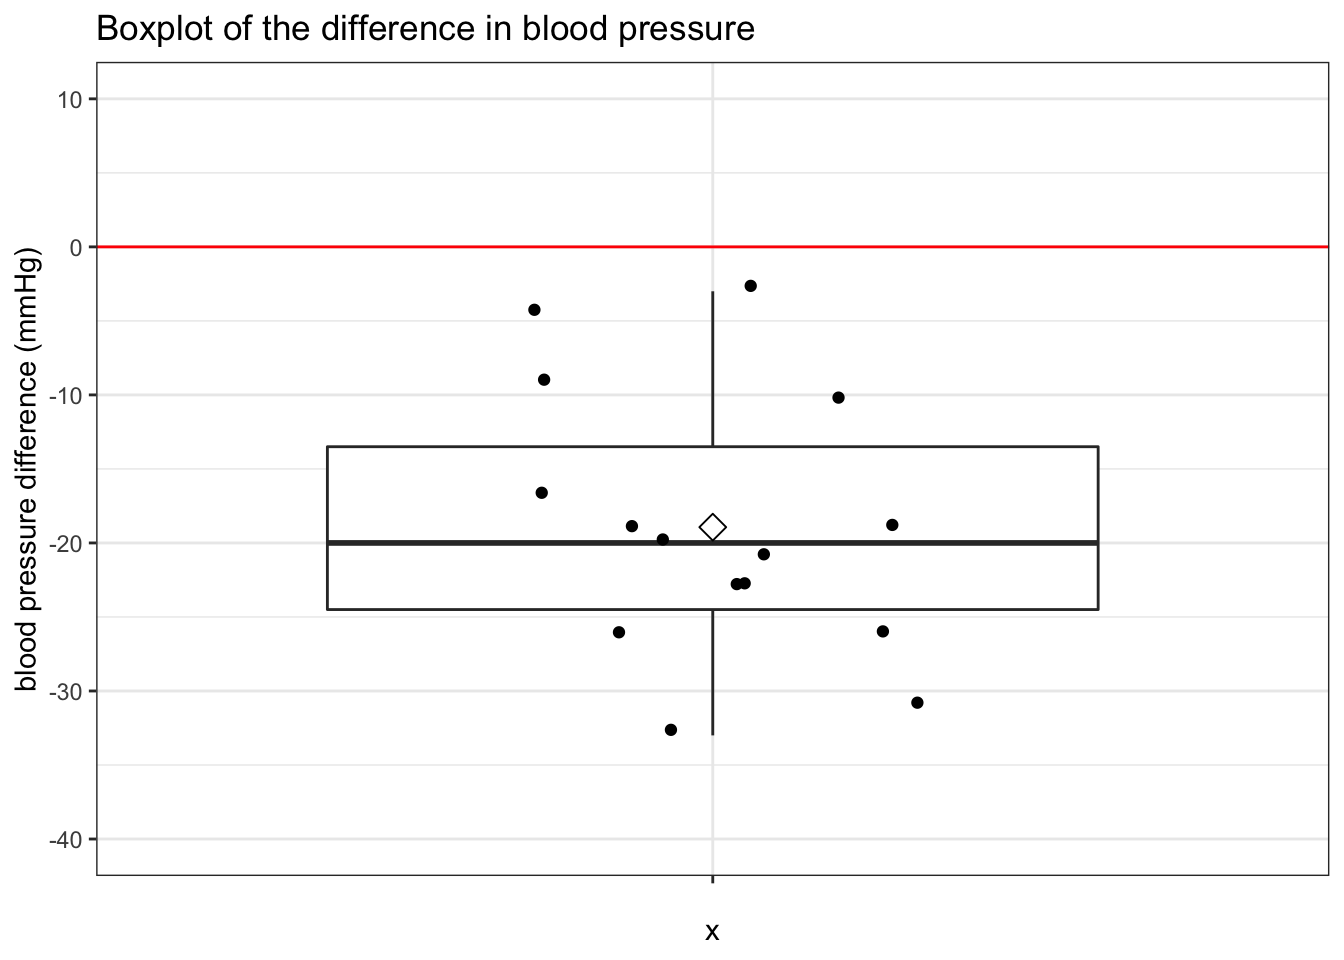 Boxplot of the difference in blood pressure
10
0
-10
-20
-30
-40
blood pressure difference (mmHg)
x